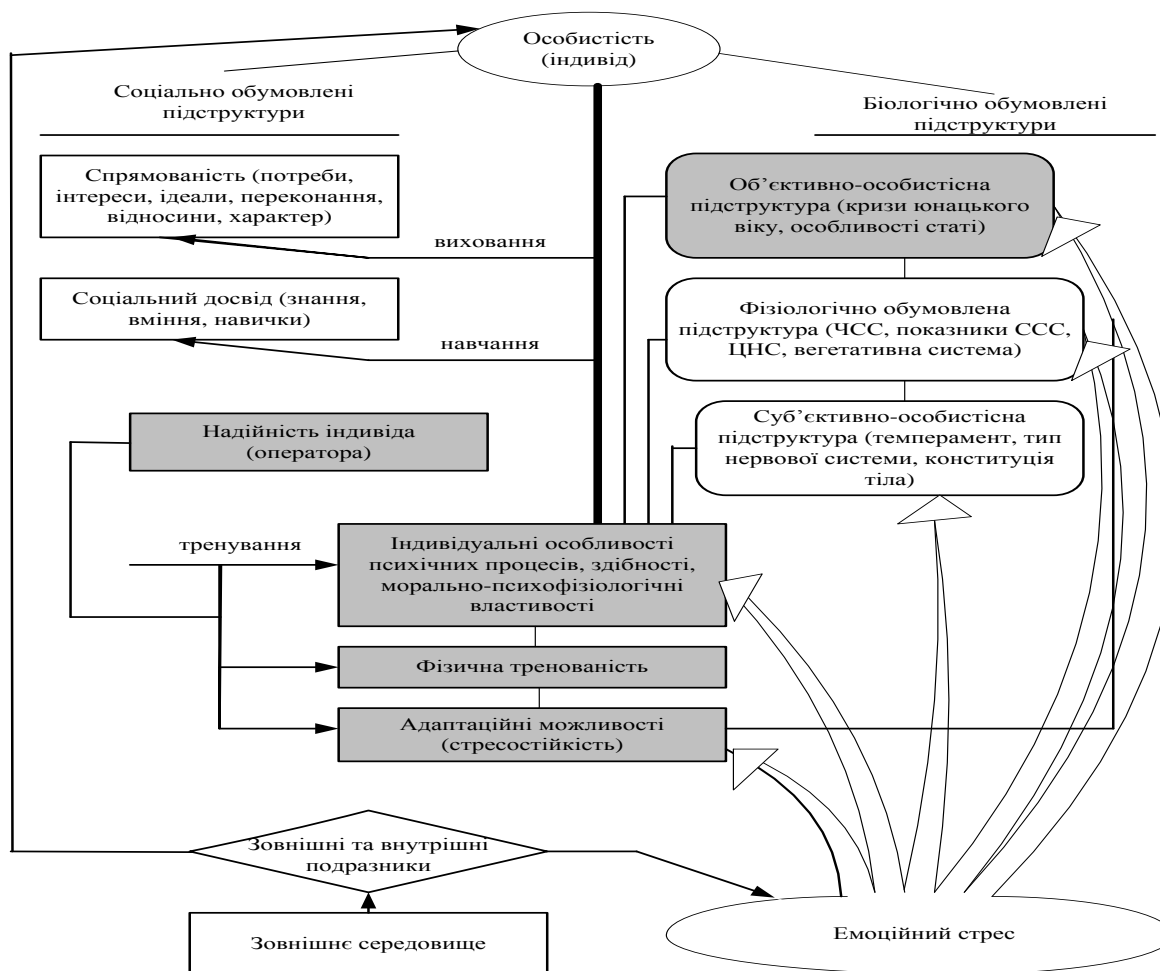 Особистість
(індивід)
Соціально обумовлені
підструктури
Біологічно обумовлені
підструктури
Спрямованість (потреби,
інтереси, ідеали, переконання,
відносини, характер)
Об’єктивно-особистісна
підструктура (кризи юнацького
віку, особливості статі)
виховання
Соціальний досвід (знання,
вміння, навички)
Фізіологічно обумовлена
підструктура (ЧСС, показники ССС,
ЦНС, вегетативна система)
навчання
Надійність індивіда
(оператора)
Суб’єктивно-особистісна
підструктура (темперамент, тип
нервової системи, конституція
тіла)
тренування
Індивідуальні особливості
психічних процесів, здібності,
морально-психофізіологічні
властивості
Фізична тренованість
Адаптаційні можливості
(стресостійкість)
Зовнішні та внутрішні
подразники
Зовнішнє середовище
Емоційний стрес